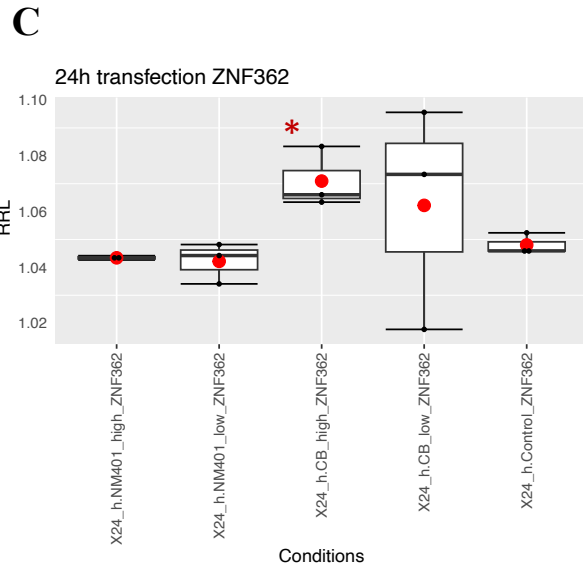 C
24h transfection ZNF362
1.10
1.08
1.06
1.04
1.02
RRL
*
X24_h.NM401_high_ZNF362
X24_h.NM401_low_ZNF362
X24_h.CB_high_ZNF362
X24_h.CB_low_ZNF362
X24_h.Control_ZNF362
Conditions